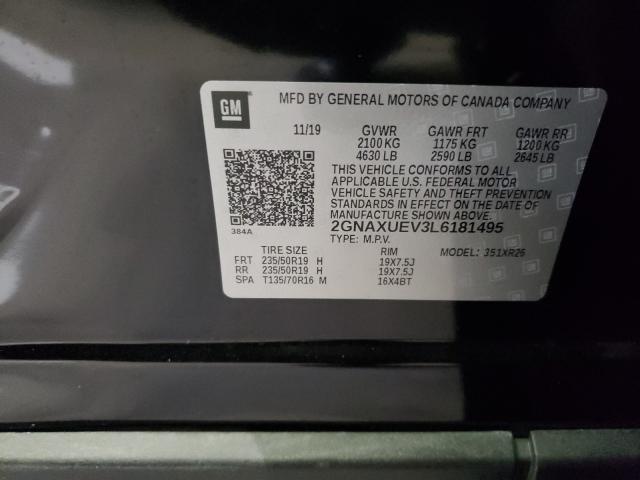 GM
MFD BY GENERAL MOTORS OF CANADA COMPANY
11/19 GVWR GAWR FRT GAWR RR
2100 KG 1175 KG 1200 KG
4630 LB 2590 LB 2645 LB
THIS VEHICLE CONFORMS TO ALL
APPLICABLE U.S. FEDERAL MOTOR
VEHICLE SAFETY AND THEFT PREVENTION
STANDARDS IN EFFECT ON THE DATE OF
MANUFACTURE SHOWN ABOVE.
384A
2GNAXUEV3L6181495
TYPE: M.P.V. MODEL: 351XR26
TIRE SIZE RIM
FRT 235/50R19 H 19X7.5J
RR 235/50R19 H 19X7.5J
SPA T135/70R16 M 16X4BT